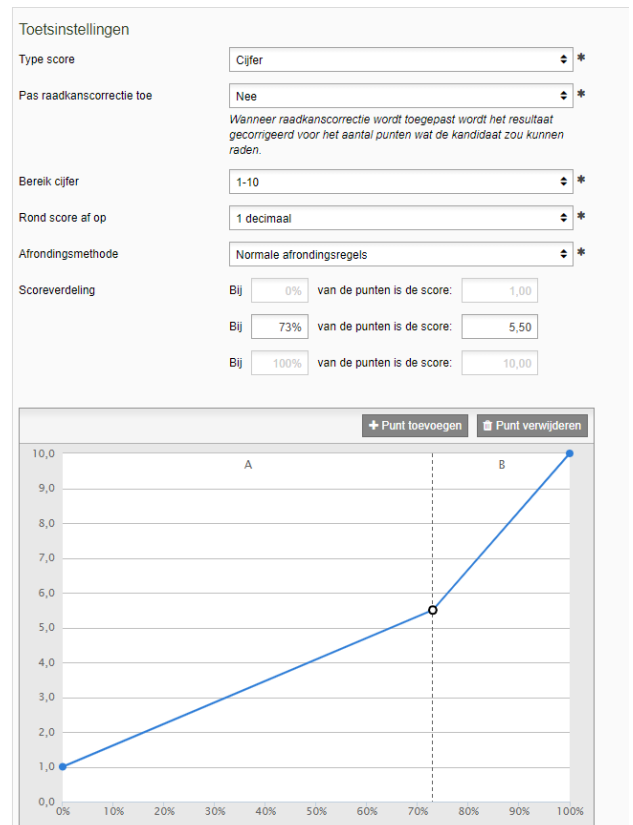 Toetsinstellingen
Type score Cijfer *
Pas raadkanscorrectie toe Nee *
Wanneer raadkanscorrectie wordt toegepast wordt het resultaat
gecorrigeerd voor het aantal punten wat de kandidaat zou kunnen
raden.
Bereik cijfer 1-10 *
Rond score af op 1 decimaal *
Afrondingsmethode Normale afrondingsregels *
Scoreverdeling Bij 0% van de punten is de score: 1,00
Bij 73% van de punten is de score: 5,50
Bij 100% van de punten is de score: 10,00
Punt toevoegen Punt verwijderen
A B
10,0
9,0
8,0
7,0
6,0
5,0
4,0
3,0
2,0
1,0
0,0
0% 10% 20% 30% 40% 50% 60% 70% 80% 90% 100%